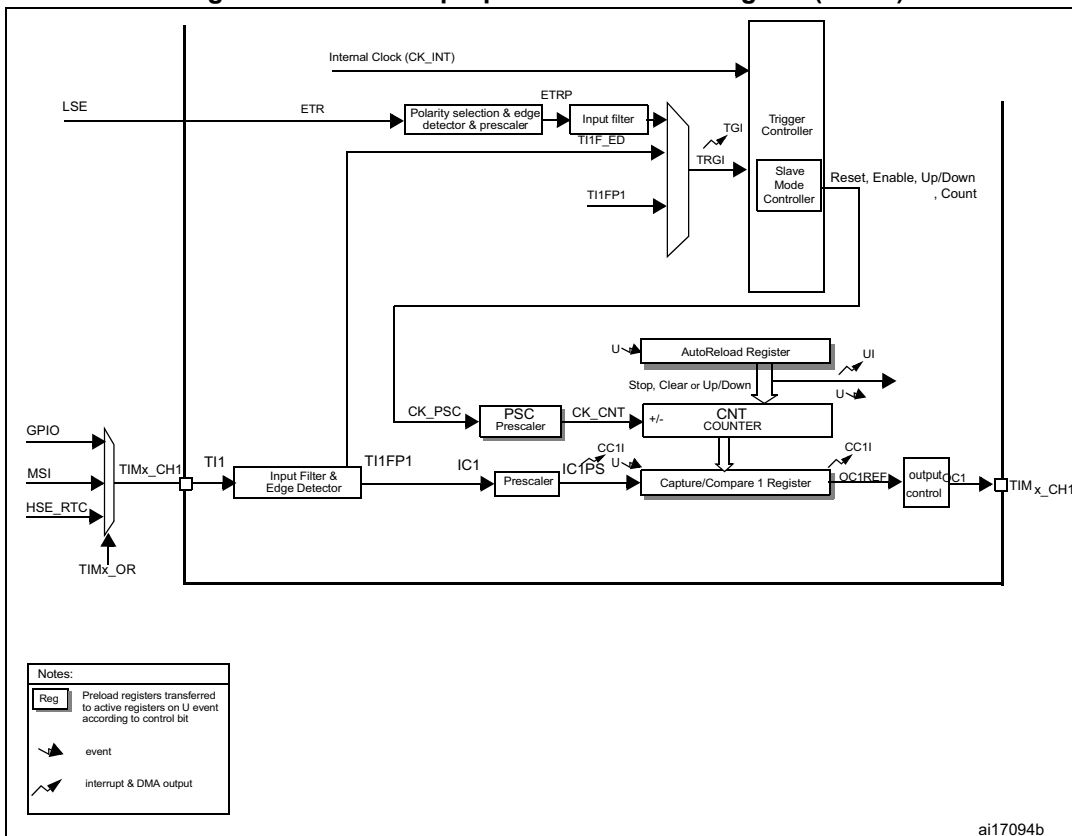 Internal Clock (CK_INT)
LSE
ETR
Polarity selection & edge
detector & prescaler
ETRP
Input filter
TI1F_ED
TI1FP1
TGI
TRGI
Trigger
Controller
Slave
Mode
Controller
Reset, Enable, Up/Down
, Count
U
AutoReload Register
UI
Stop, Clear or Up/Down
U
CK_PSC
PSC
Prescaler
CK_CNT
+/-
CNT
COUNTER
GPIO
MSI
HSE_RTC
TIMx_CH1
TIMx_OR
TI1
Input Filter &
Edge Detector
TI1FP1
IC1
Prescaler
IC1PS
CC1I
U
Capture/Compare 1 Register
CC1I
OC1REF
output
control
OC1
TIM x_CH1
Notes:
Reg
Preload registers transferred
to active registers on U event
according to control bit
event
interrupt & DMA output
ai17094b